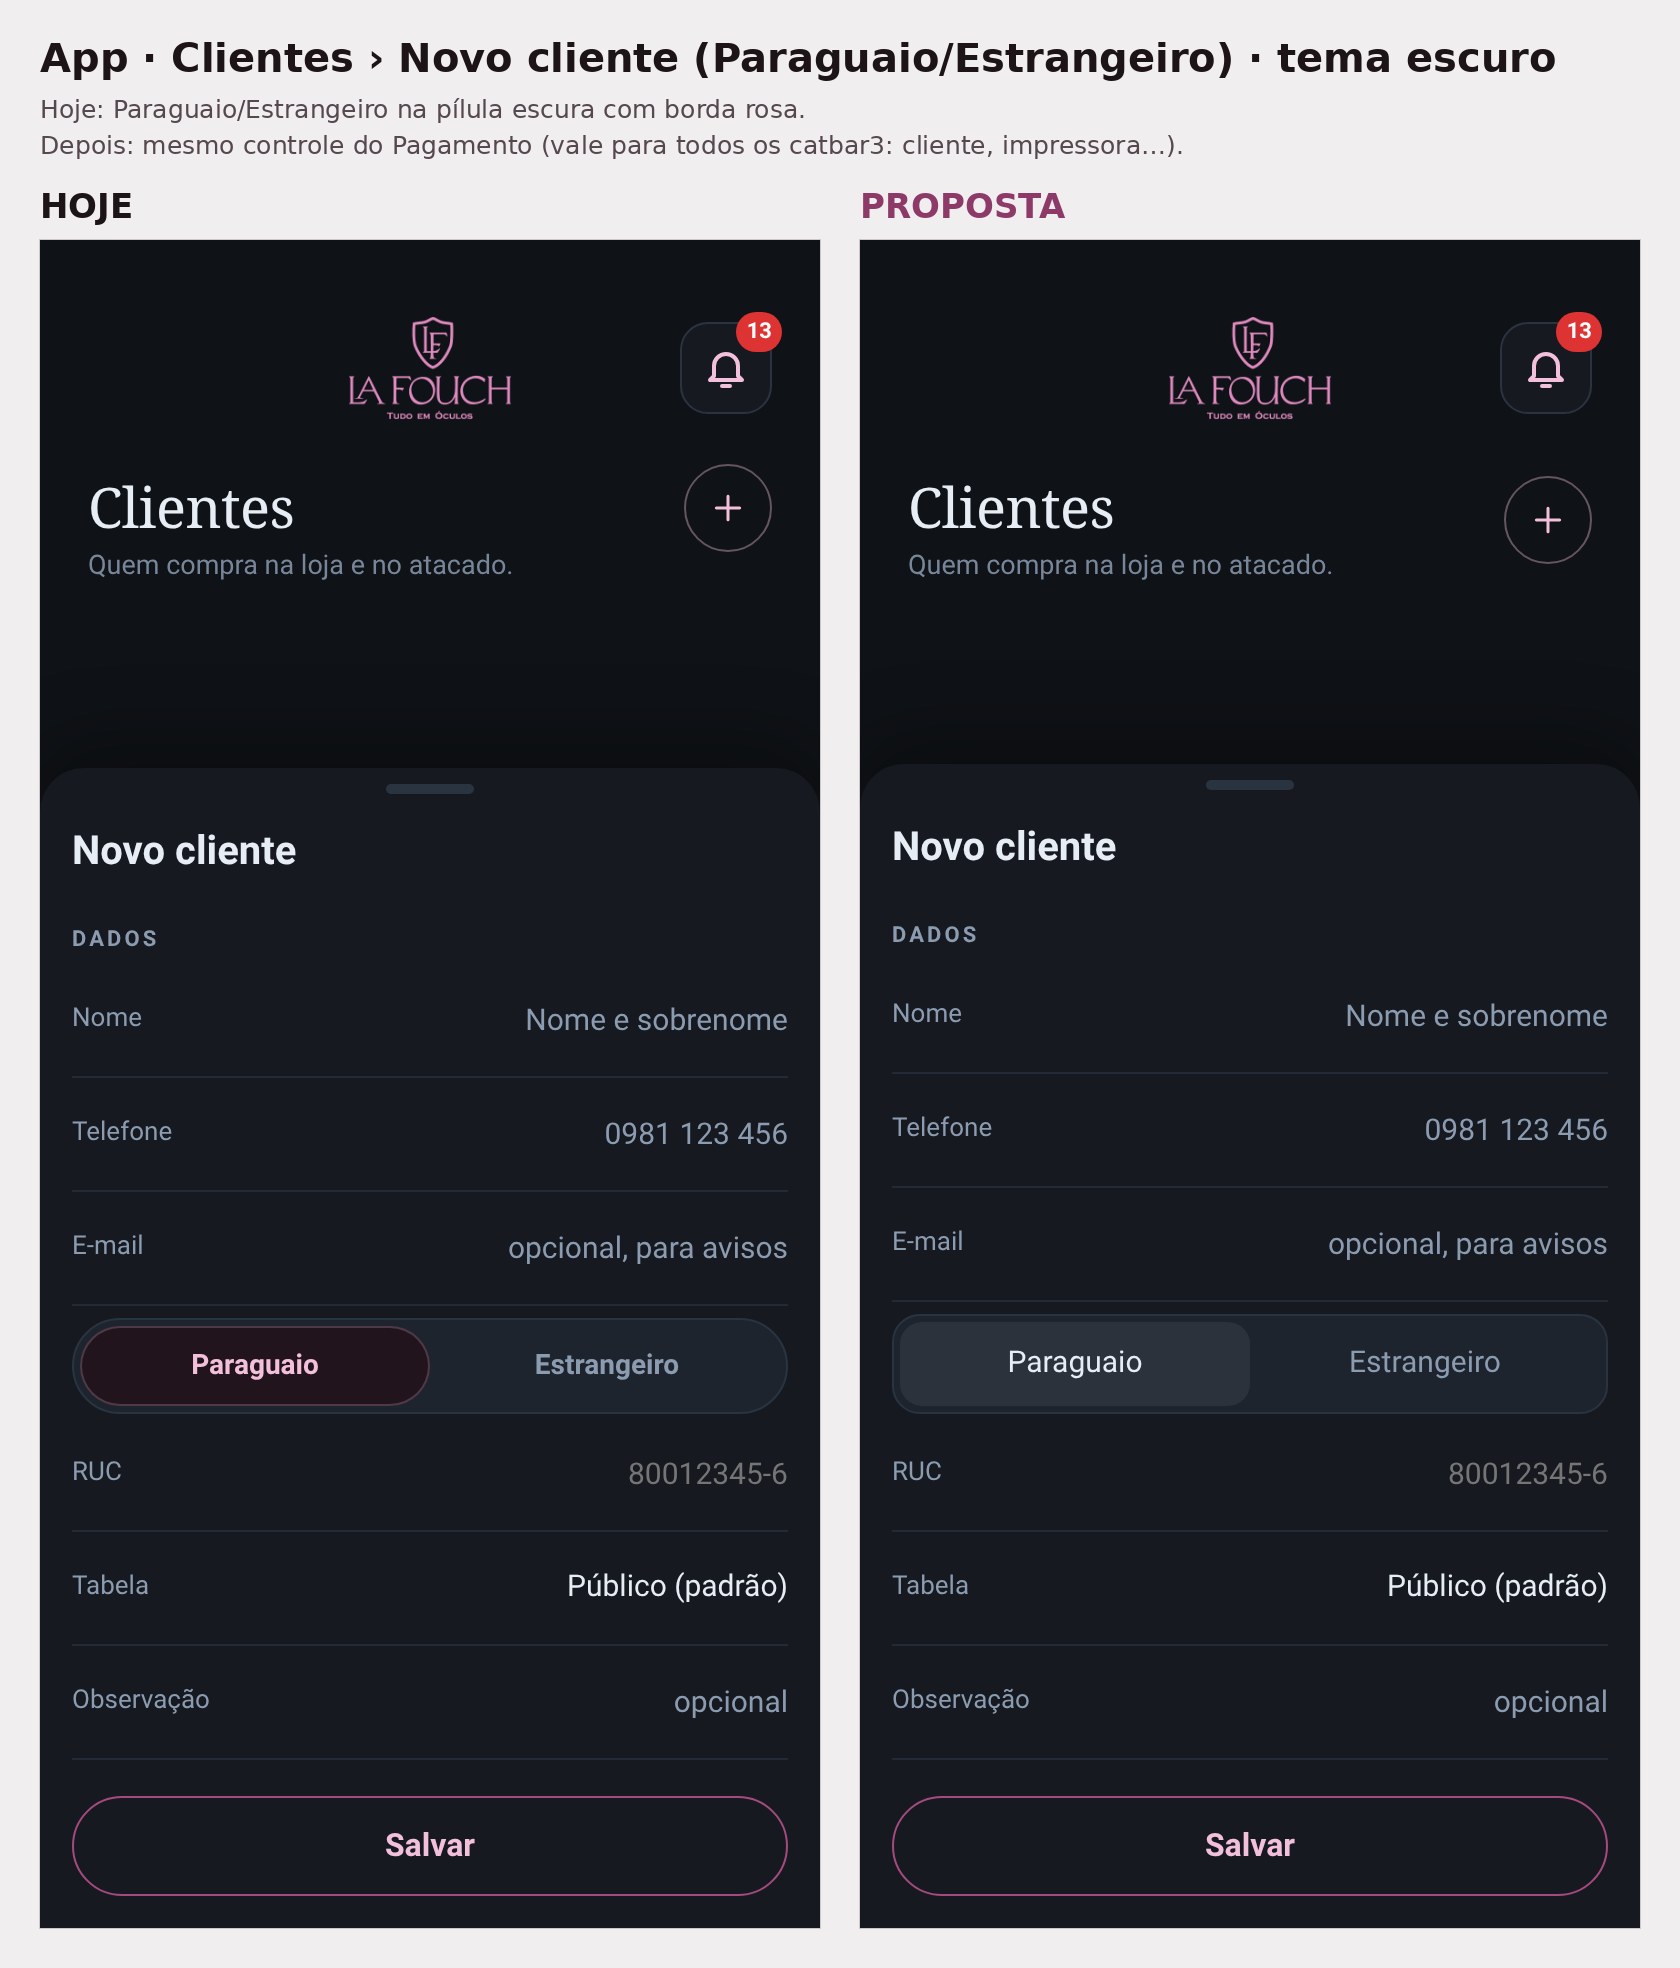 App · Clientes › Novo cliente (Paraguaio/Estrangeiro) · tema escuro
Hoje: Paraguaio/Estrangeiro na pílula escura com borda rosa.
Depois: mesmo controle do Pagamento (vale para todos os catbar3: cliente, impressora...).
HOJE
LF
LA FOUCH
Tudo em Óculos
13
Clientes
Quem compra na loja e no atacado.
Novo cliente
DADOS
Nome Nome e sobrenome
Telefone 0981 123 456
E-mail opcional, para avisos
Paraguaio Estrangeiro
RUC 80012345-6
Tabela Público (padrão)
Observação opcional
Salvar
PROPOSTA
LF
LA FOUCH
Tudo em Óculos
13
Clientes
Quem compra na loja e no atacado.
Novo cliente
DADOS
Nome Nome e sobrenome
Telefone 0981 123 456
E-mail opcional, para avisos
Paraguaio Estrangeiro
RUC 80012345-6
Tabela Público (padrão)
Observação opcional
Salvar